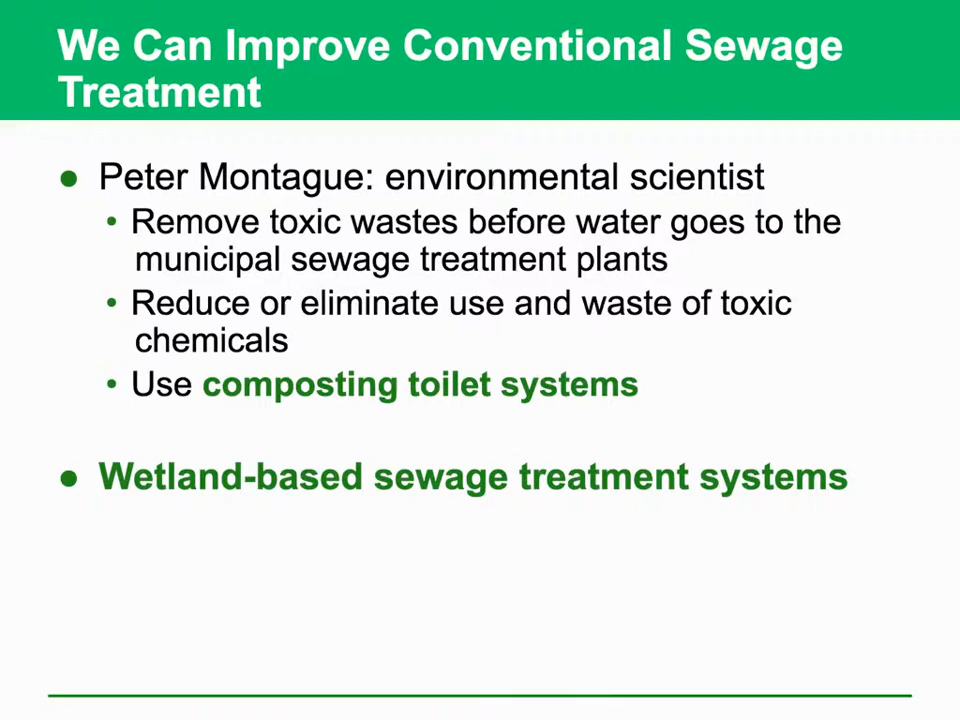 We Can Improve Conventional Sewage
Treatment
● Peter Montague: environmental scientist
• Remove toxic wastes before water goes to the
municipal sewage treatment plants
• Reduce or eliminate use and waste of toxic
chemicals
• Use composting toilet systems
● Wetland-based sewage treatment systems